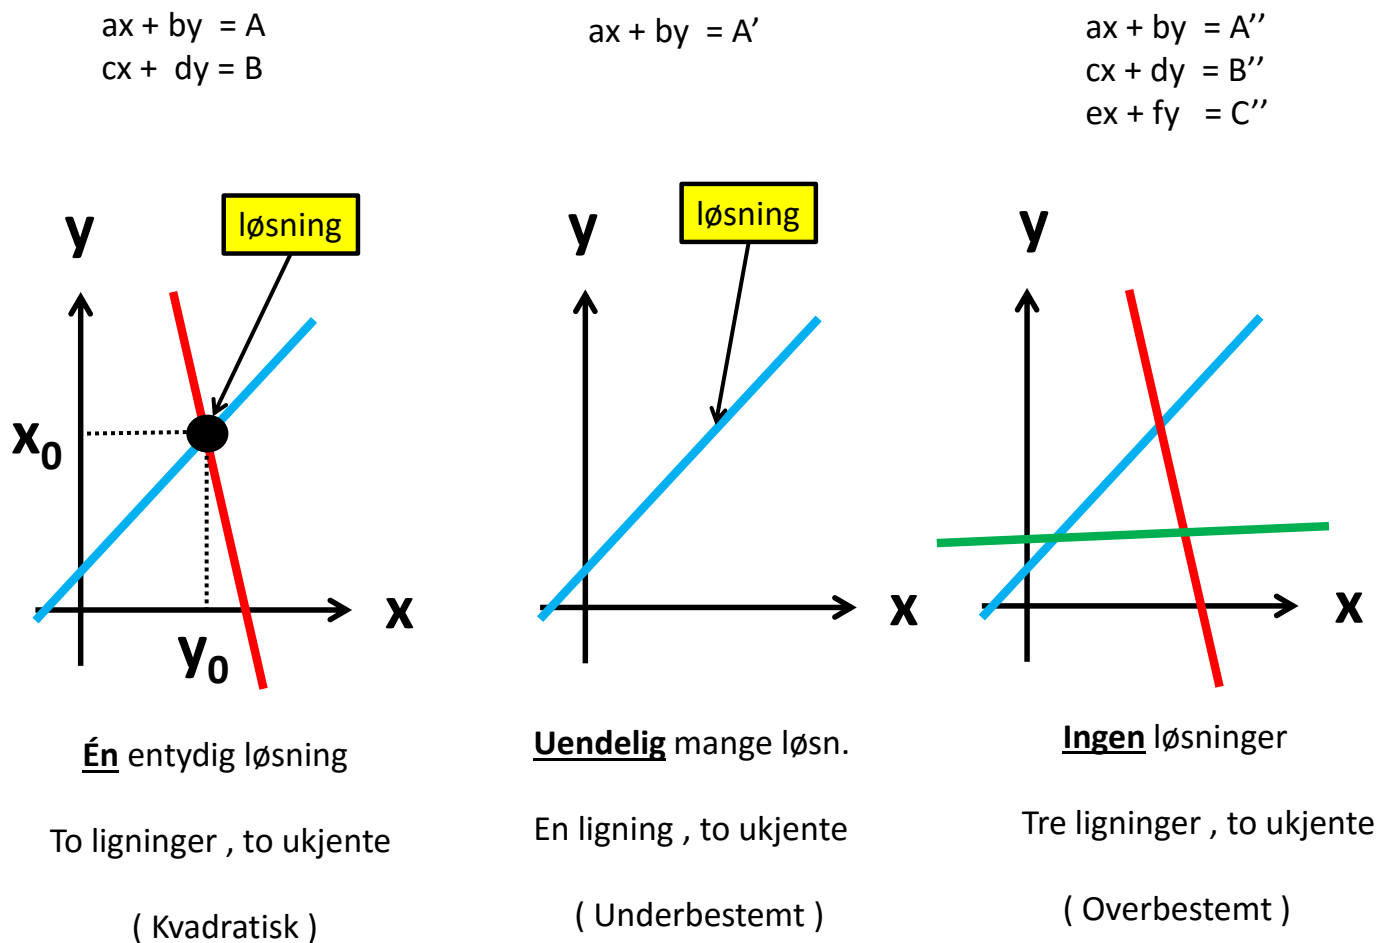 ax + by = A
cx + dy = B
løsning
y
x₀
x
y₀
Én entydig løsning
To ligninger , to ukjente
( Kvadratisk )
ax + by = A’
løsning
y
x
Uendelig mange løsn.
En ligning , to ukjente
( Underbestemt )
ax + by = A’’
cx + dy = B’’
ex + fy = C’’
y
x
Ingen løsninger
Tre ligninger , to ukjente
( Overbestemt )